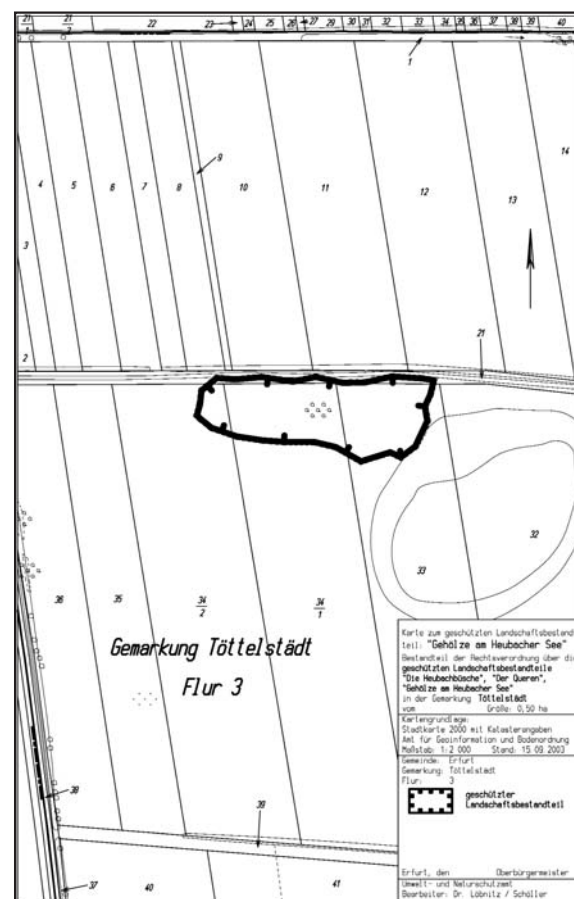 21/1 21/2 22 23 24 25 26 27 29 30 31 32 33 34 35 36 37 38 39 40
1
14
9
4 5 6 7 8 10 11 12 13
3
2 21
32
33
36 35 34/2 34/1
Gemarkung Töttelstädt
Flur 3
Karte zum geschützten Landschaftsbestand
teil: "Gehölze am Heubacher See"
Bestandteil der Rechtsverordnung über di
geschützten Landschaftsbestandteile
"Die Heubachbüsche", "Der Queren",
"Gehölze am Heubacher See"
in der Gemarkung Töttelstädt
vom Größe: 0,50 ha
Kartengrundlage:
Stadtkarte 2000 mit Katasterangaben
Amt für Geoinformation und Bodenordnung
Maßstab: 1:2 000 Stand: 15.09.2003
Gemeinde: Erfurt
Gemarkung: Töttelstädt
Flur: 3
geschützter
Landschaftsbestandteil
Erfurt, den Oberbürgermeister
Umwelt- und Naturschutzamt
Bearbeiter: Dr. Löbnitz / Schöller
38
39
37 40 41